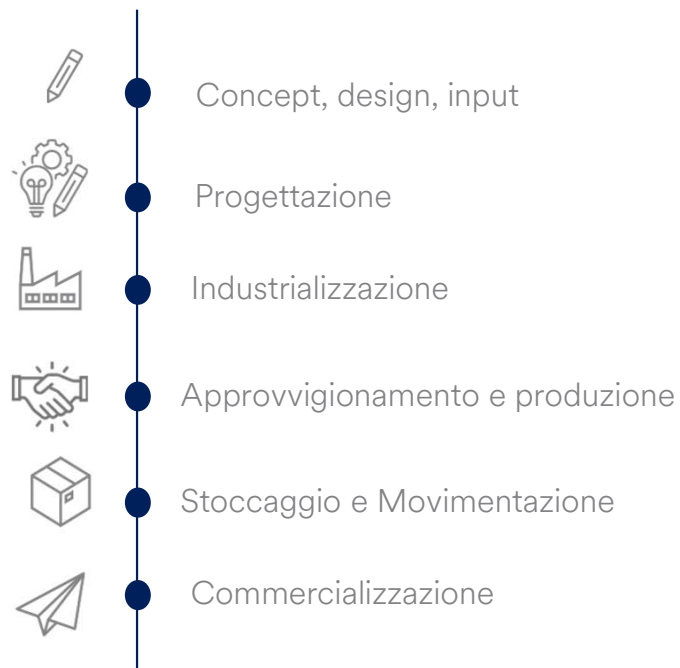 Concept, design, input
Progettazione
Industrializzazione
Approvvigionamento e produzione
Stoccaggio e Movimentazione
Commercializzazione